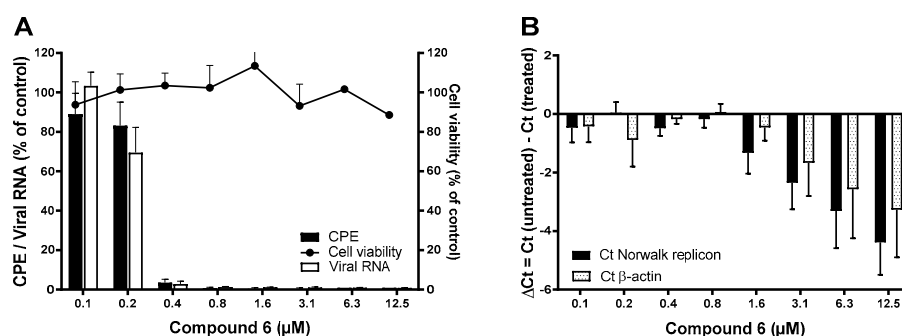 A
CPE / Viral RNA (% of control)
120
100
80
60
40
20
0
120
100
80
60
40
20
0
Cell viability (% of control)
CPE
Cell viability
Viral RNA
0.1 0.2 0.4 0.8 1.6 3.1 6.3 12.5
Compound 6 (µM)
B
ΔCt = Ct (untreated) - Ct (treated)
2
0
-2
-4
-6
Ct Norwalk replicon
Ct β-actin
0.1 0.2 0.4 0.8 1.6 3.1 6.3 12.5
Compound 6 (µM)